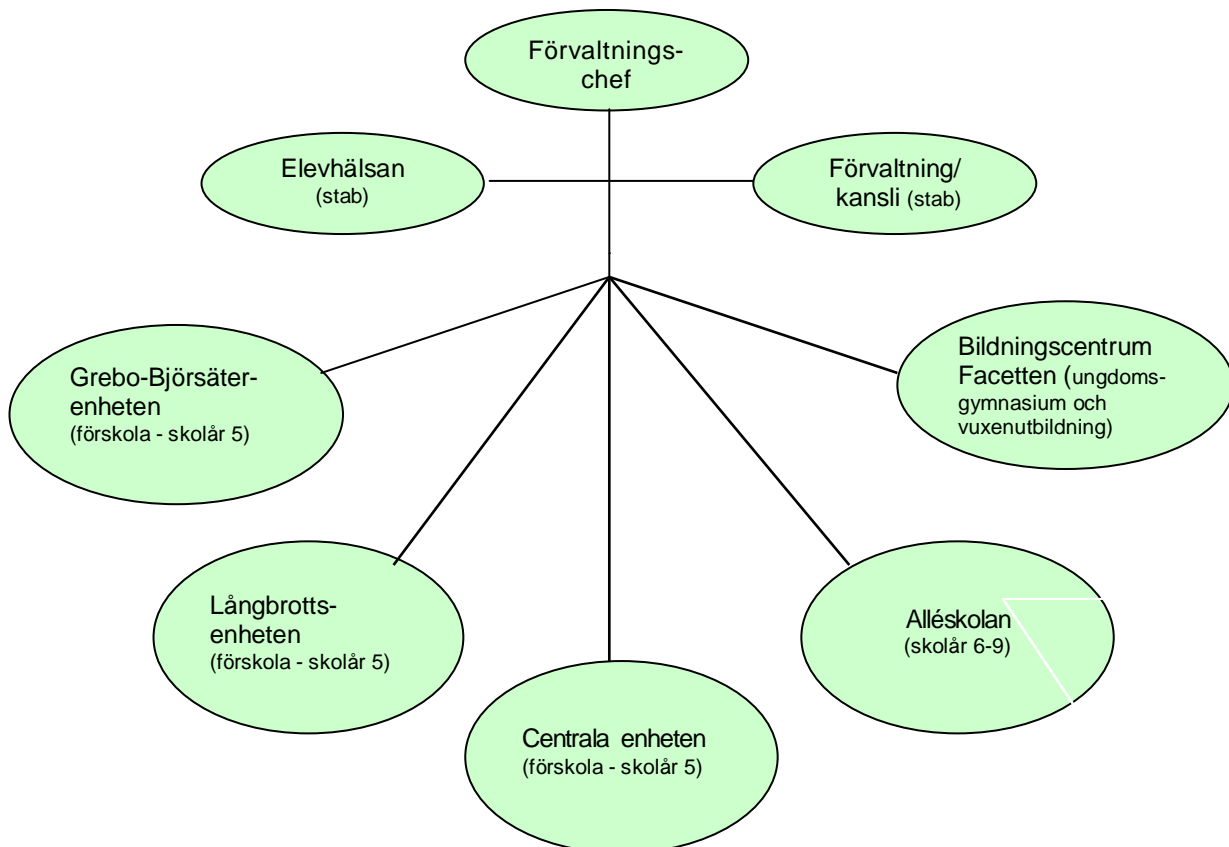 Förvaltnings-
chef
Elevhälsan
(stab)
Förvaltning/
kansli (stab)
Grebo-Björsäter-
enheten
(förskola - skolår 5)
Bildningscentrum
Facetten (ungdoms-
gymnasium och
vuxenutbildning)
Långbrotts-
enheten
(förskola - skolår 5)
Alléskolan
(skolår 6-9)
Centrala enheten
(förskola - skolår 5)